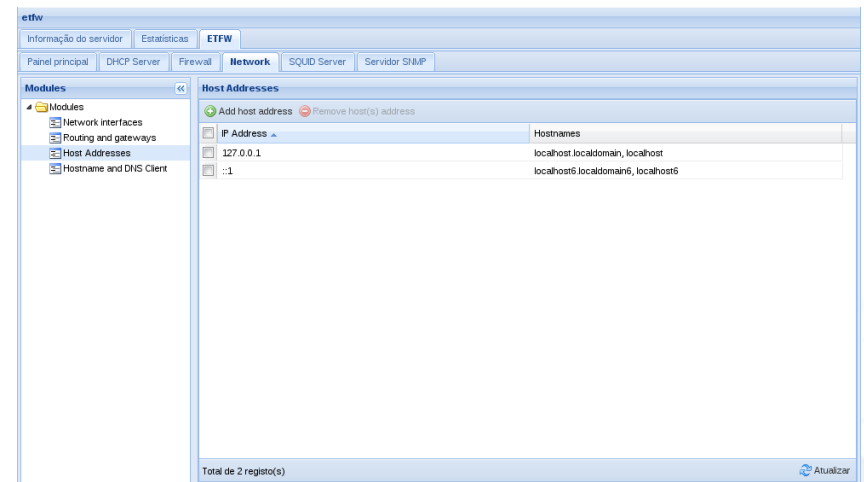 etfw
Informação do servidor Estatísticas ETFW
Painel principal DHCP Server Firewall Network SQUID Server Servidor SNMP
Modules
Host Addresses
Modules
Network interfaces
Routing and gateways
Host Addresses
Hostname and DNS Client
Add host address Remove host(s) address
IP Address Hostnames
127.0.0.1 localhost.localdomain, localhost
::1 localhost6.localdomain6, localhost6
Total de 2 registo(s) Atualizar